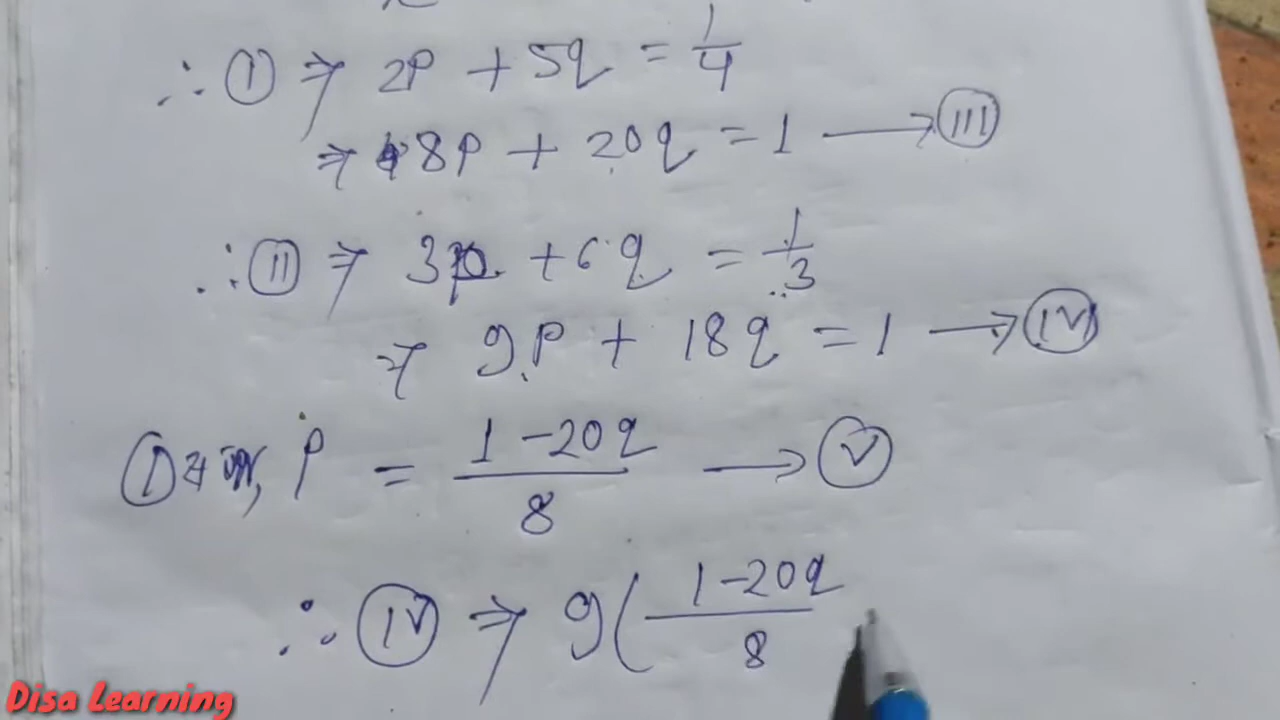 ∴ (I) ⇒ 2p + 5q = 1/4
⇒ 8p + 20q = 1 → (III)
∴ (II) ⇒ 3p + 6q = 1/3
⇒ 9p + 18q = 1 → (IV)
(I) p = (1 - 20q)/8 → (V)
∴ (IV) ⇒ 9( (1 - 20q)/8
Disa Learning